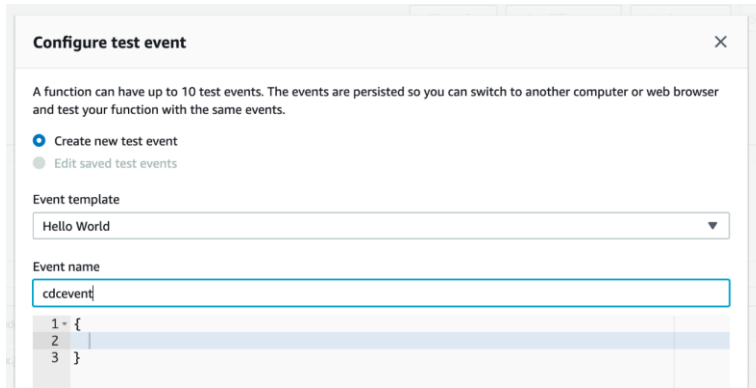 Configure test event
A function can have up to 10 test events. The events are persisted so you can switch to another computer or web browser
and test your function with the same events.
Create new test event
Edit saved test events
Event template
Hello World
Event name
cdcevent
1 {
2
3 }